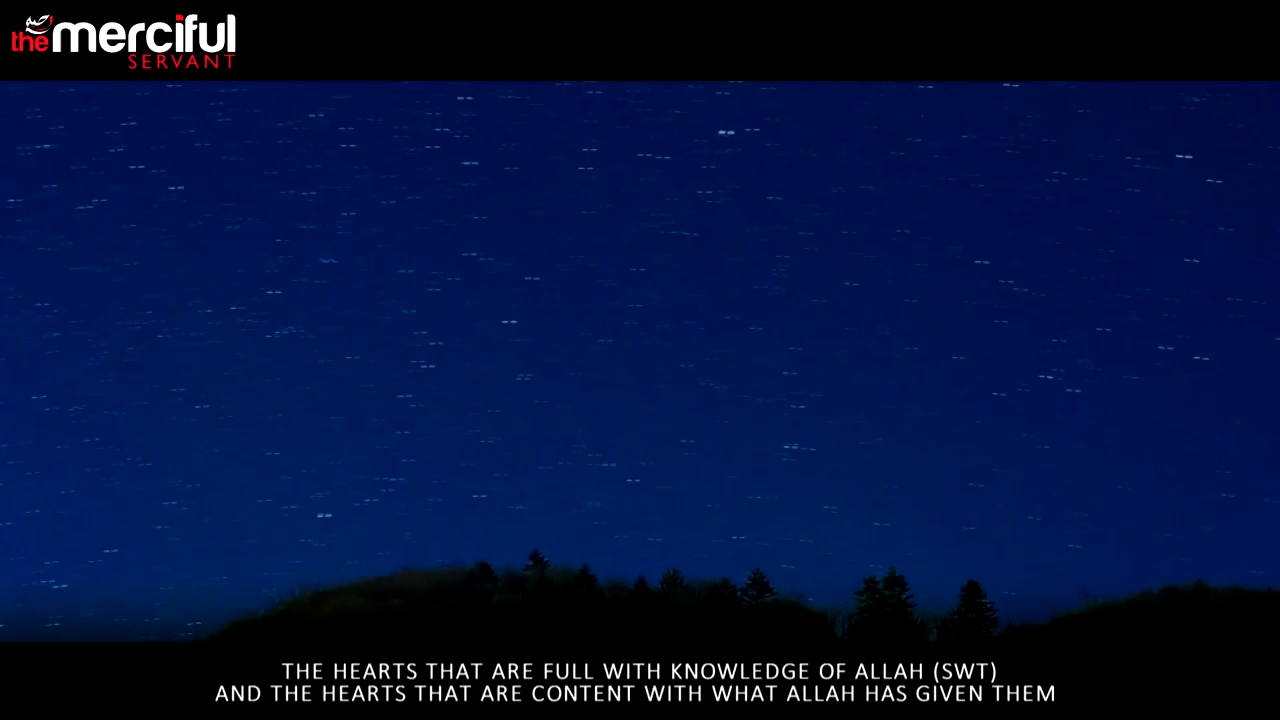 the merciful
SERVANT
THE HEARTS THAT ARE FULL WITH KNOWLEDGE OF ALLAH (SWT)
AND THE HEARTS THAT ARE CONTENT WITH WHAT ALLAH HAS GIVEN THEM